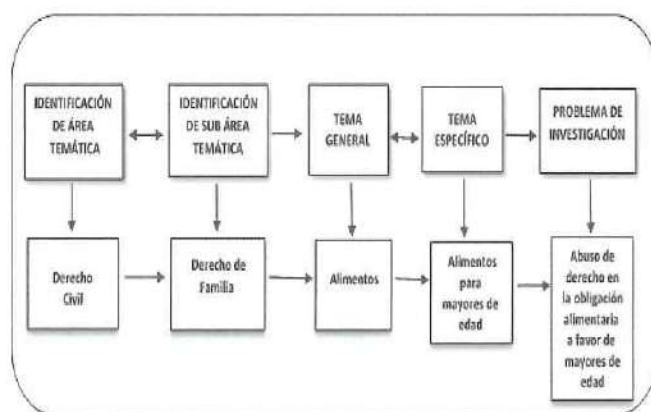 IDENTIFICACIÓN
DE ÁREA
TEMÁTICA
IDENTIFICACIÓN
DE SUB ÁREA
TEMÁTICA
TEMA
GENERAL
TEMA
ESPECÍFICO
PROBLEMA DE
INVESTIGACIÓN
Derecho
Civil
Derecho de
Familia
Alimentos
Alimentos
para
mayores de
edad
Abuso de
derecho en
la obligación
alimentaria
a favor de
mayores de
edad